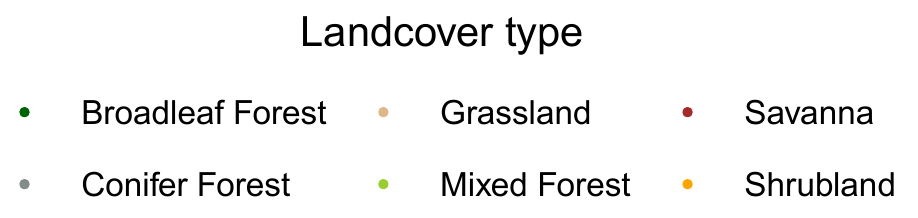 Landcover type
Broadleaf Forest Grassland Savanna
Conifer Forest Mixed Forest Shrubland